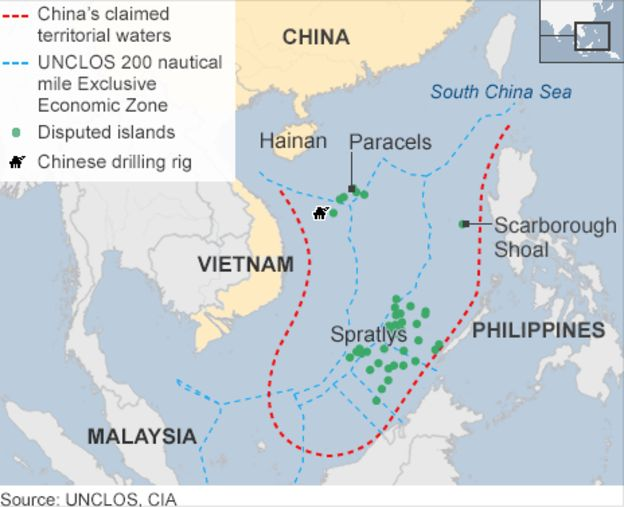 China's claimed
territorial waters
UNCLOS 200 nautical
mile Exclusive
Economic Zone
Disputed islands
Chinese drilling rig
CHINA
South China Sea
Hainan
Paracels
Scarborough
Shoal
VIETNAM
Spratlys
PHILIPPINES
MALAYSIA
Source: UNCLOS, CIA